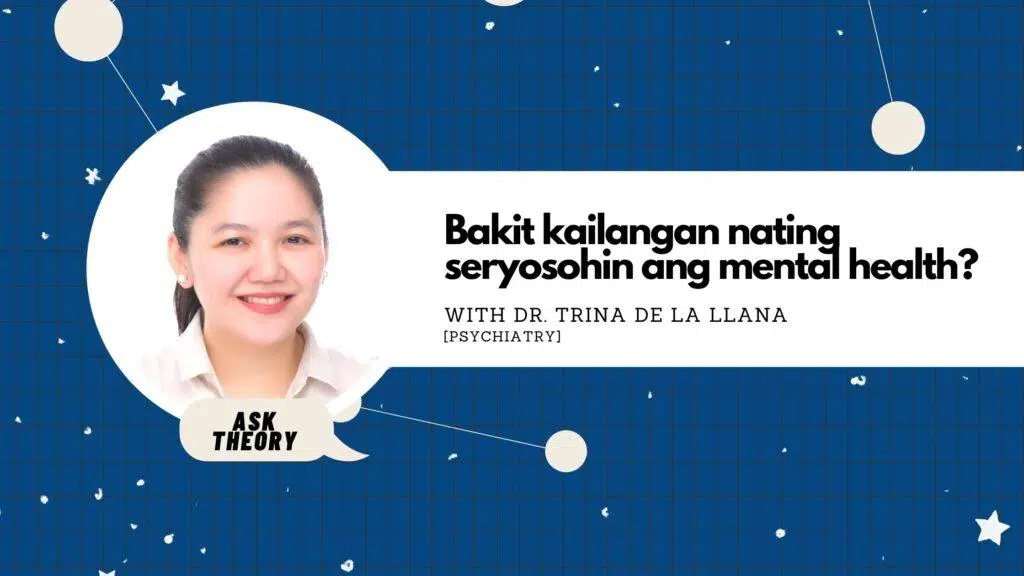 Bakit kailangan nating
seryosohin ang mental health?
WITH DR. TRINA DE LA LLANA
[PSYCHIATRY]
ASK
THEORY